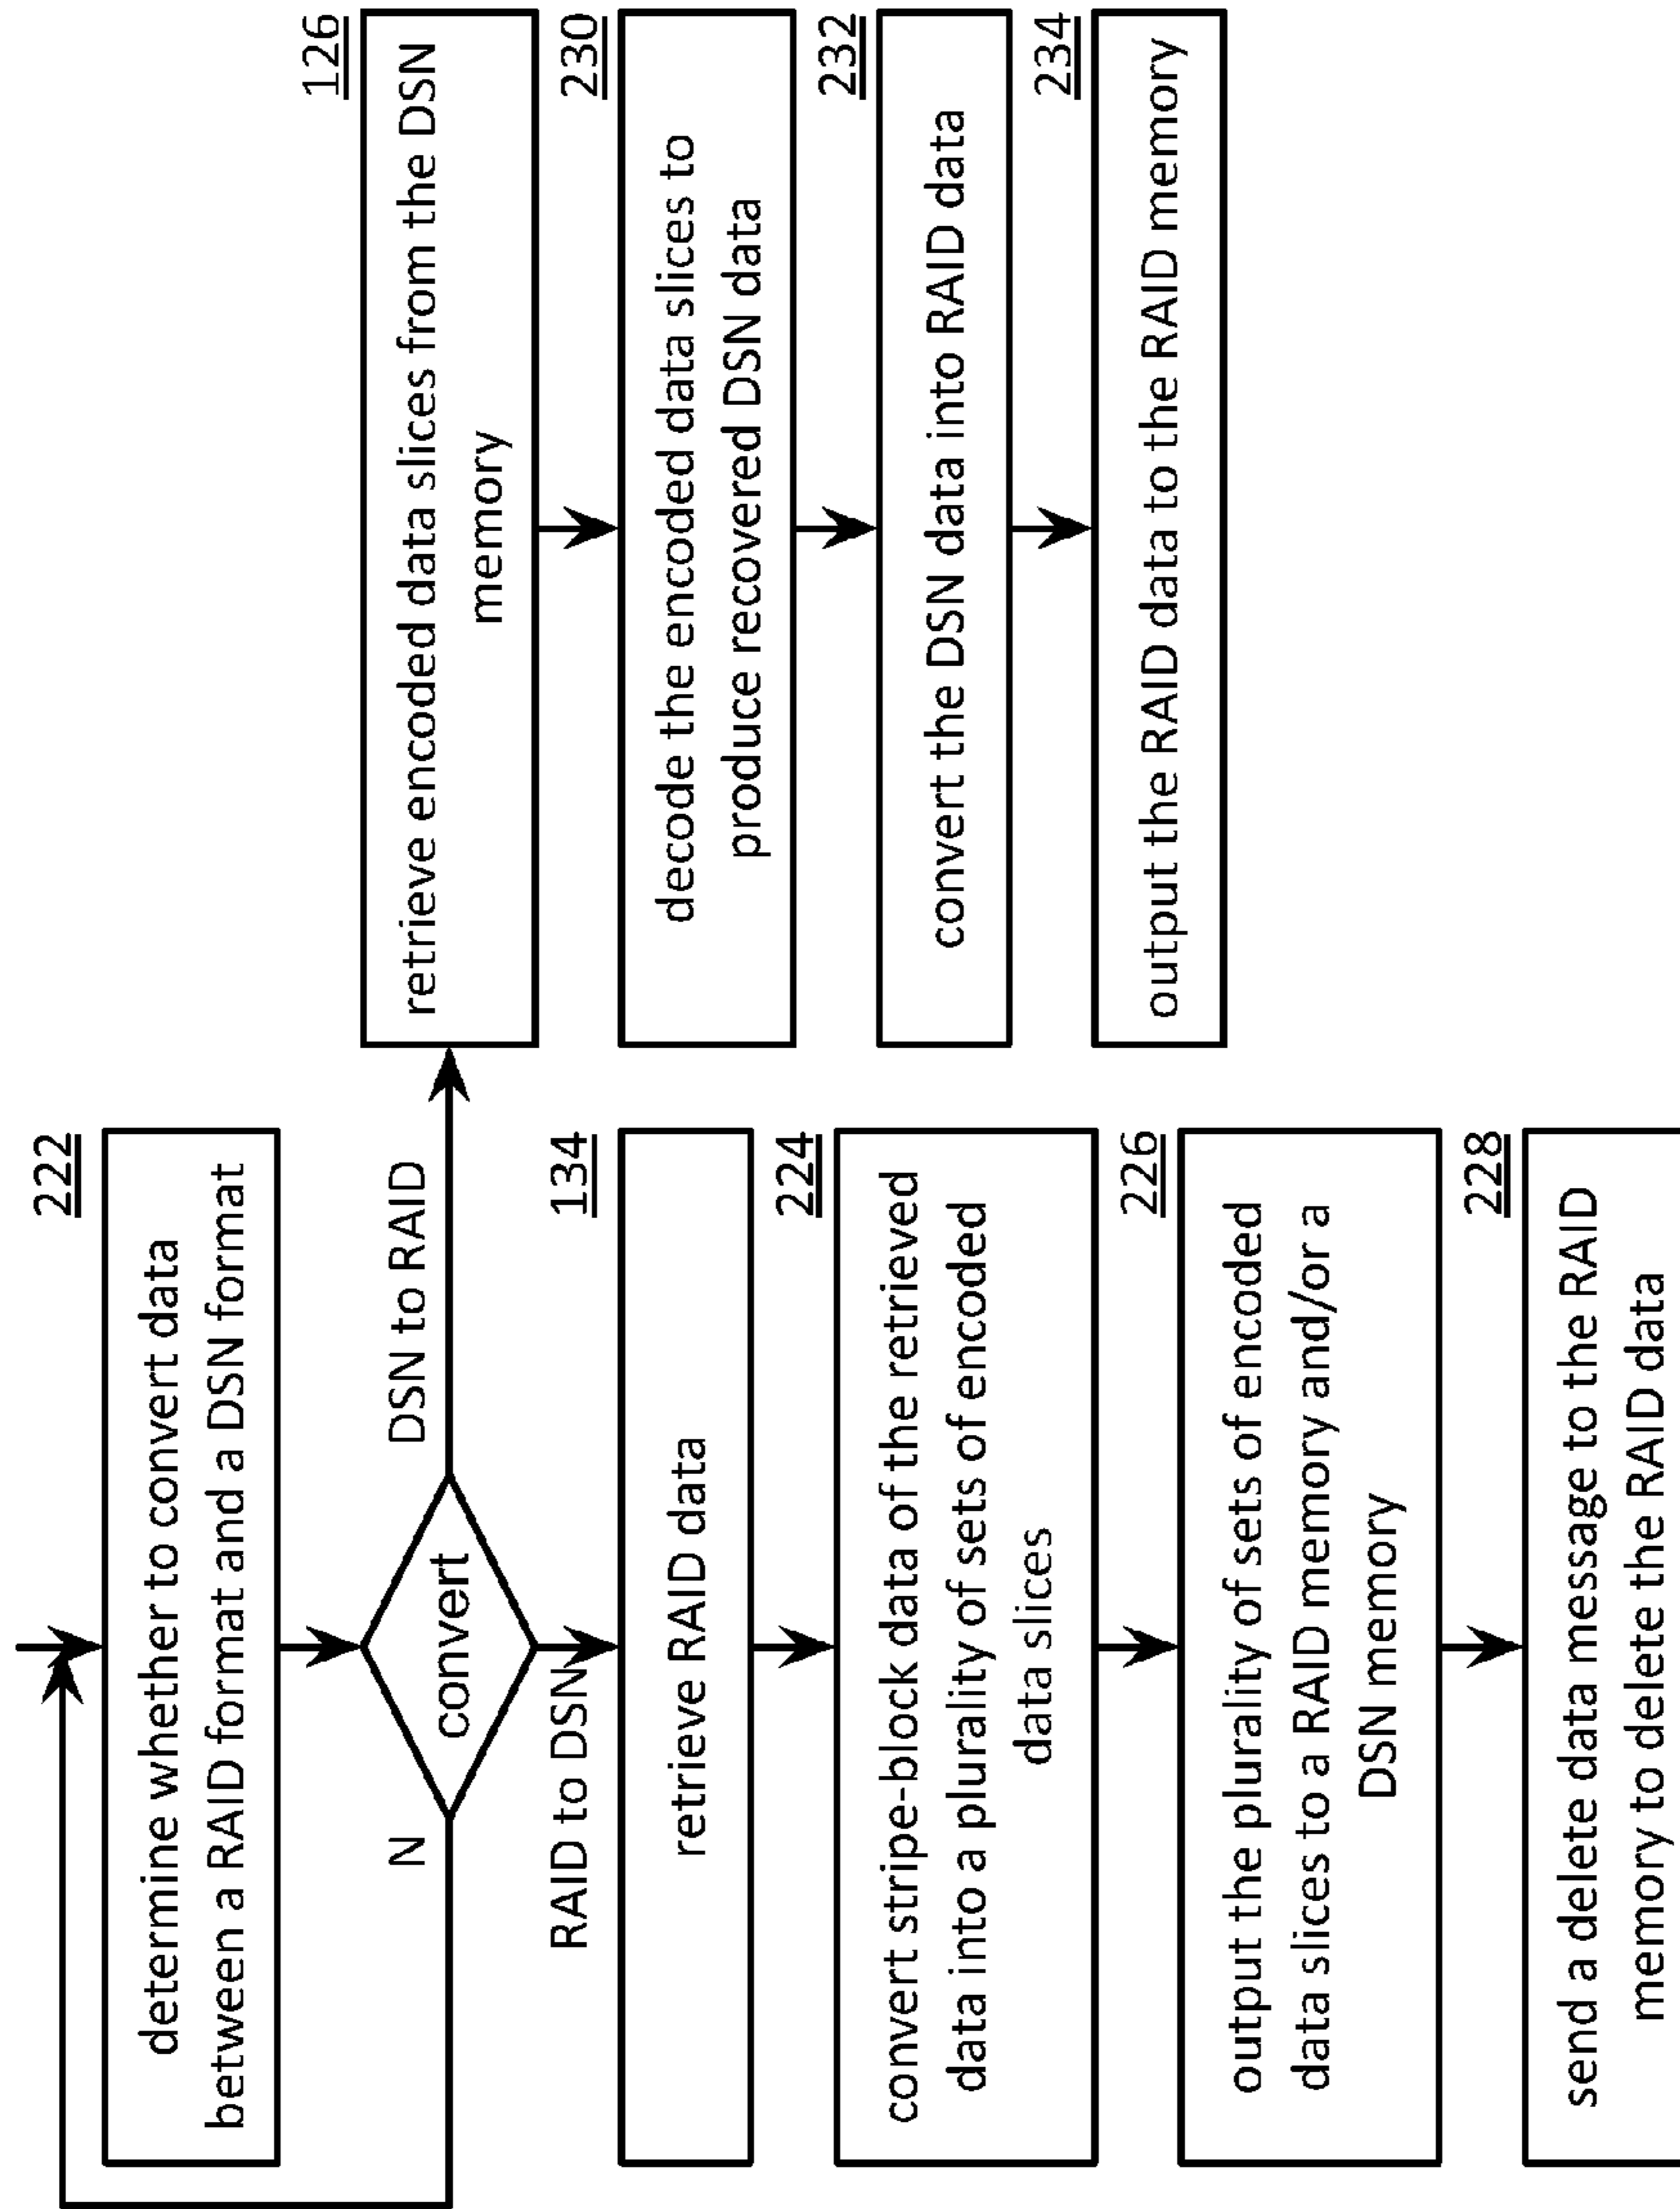 222
determine whether to convert data
between a RAID format and a DSN format
convert
N
DSN to RAID
RAID to DSN
134
retrieve RAID data
224
convert stripe-block data of the retrieved
data into a plurality of sets of encoded
data slices
226
output the plurality of sets of encoded
data slices to a RAID memory and/or a
DSN memory
228
send a delete data message to the RAID
memory to delete the RAID data
126
retrieve encoded data slices from the DSN
memory
230
decode the encoded data slices to
produce recovered DSN data
232
convert the DSN data into RAID data
234
output the RAID data to the RAID memory